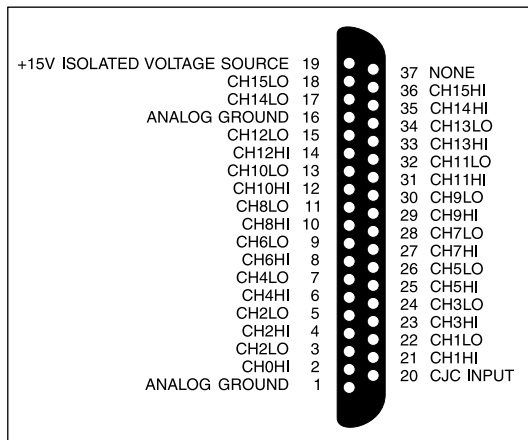 +15V ISOLATED VOLTAGE SOURCE 19
CH15LO 18
CH14LO 17
ANALOG GROUND 16
CH12LO 15
CH12HI 14
CH10LO 13
CH10HI 12
CH8LO 11
CH8HI 10
CH6LO 9
CH6HI 8
CH4LO 7
CH4HI 6
CH2LO 5
CH2HI 4
CH2LO 3
CH0HI 2
ANALOG GROUND 1
37 NONE
36 CH15HI
35 CH14HI
34 CH13LO
33 CH13HI
32 CH11LO
31 CH11HI
30 CH9LO
29 CH9HI
28 CH7LO
27 CH7HI
26 CH5LO
25 CH5HI
24 CH3LO
23 CH3HI
22 CH1LO
21 CH1HI
20 CJC INPUT